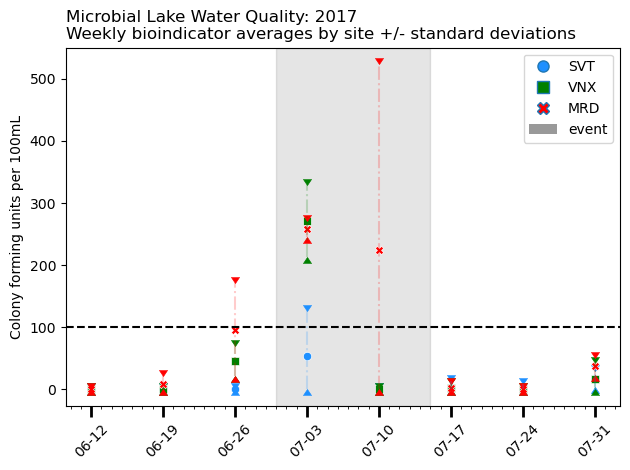 Microbial Lake Water Quality: 2017
Weekly bioindicator averages by site +/- standard deviations
Colony forming units per 100mL
500
400
300
200
100
0
SVT
VNX
MRD
event
06-12
06-19
06-26
07-03
07-10
07-17
07-24
07-31